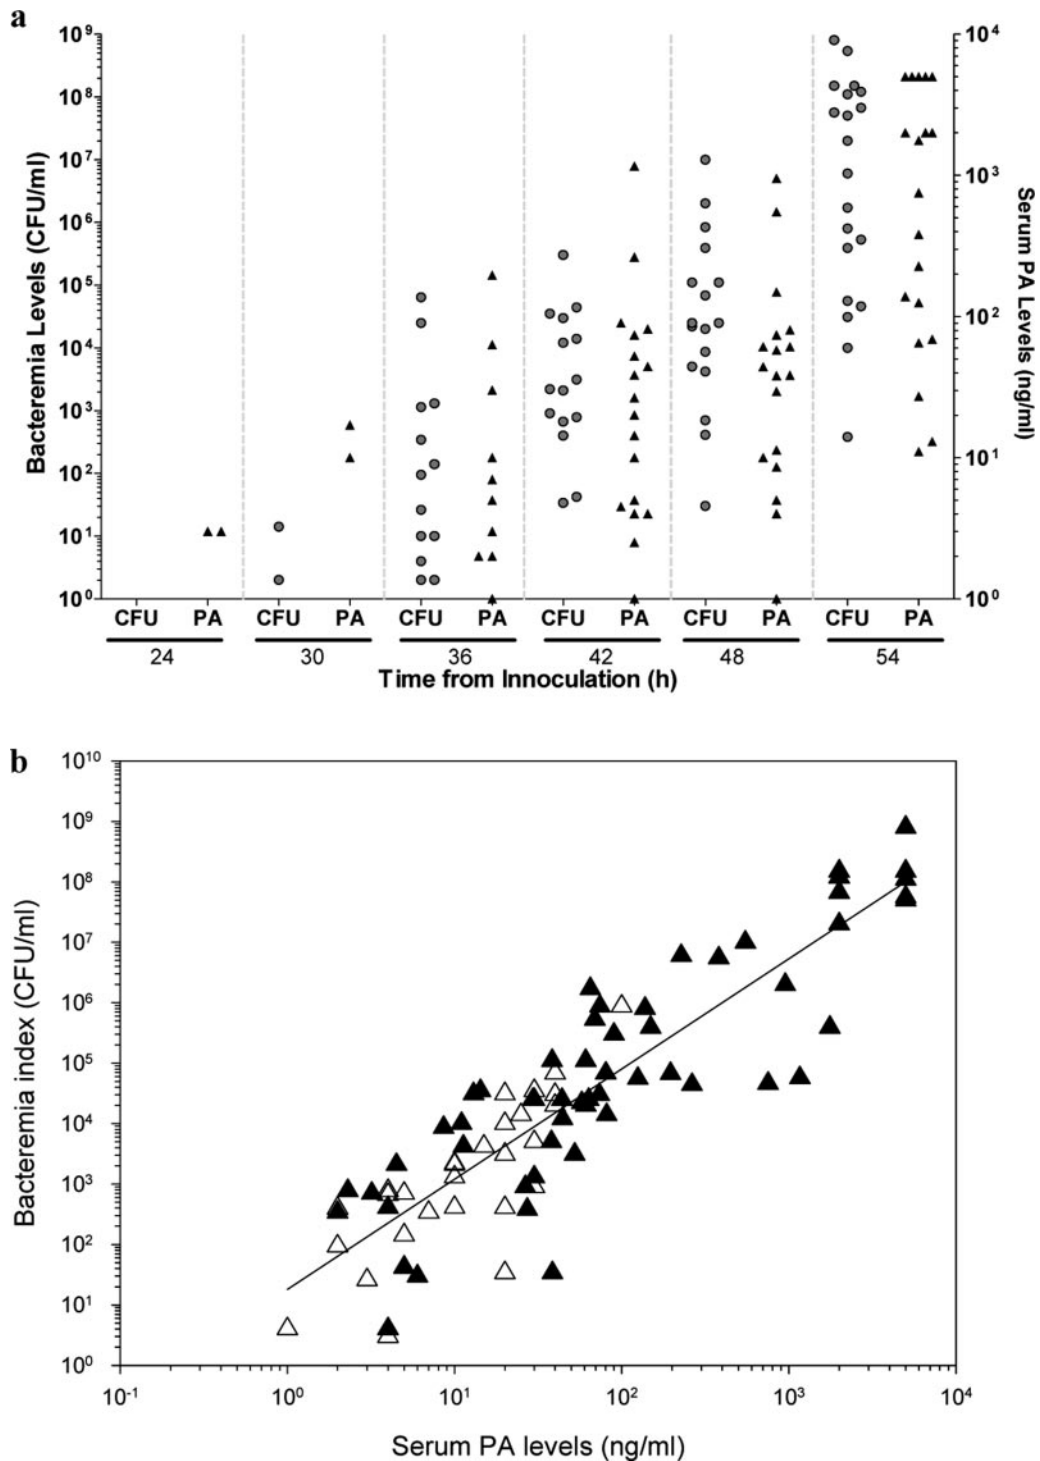 a
10⁹
10⁸
10⁷
10⁶
10⁵
10⁴
10³
10²
10¹
10⁰
Bacteremia Levels (CFU/ml)
10⁴
10³
10²
10¹
10⁰
Serum PA Levels (ng/ml)
CFU PA CFU PA CFU PA CFU PA CFU PA CFU PA
24 30 36 42 48 54
Time from Innoculation (h)
b
10¹⁰
10⁹
10⁸
10⁷
10⁶
10⁵
10⁴
10³
10²
10¹
10⁰
Bacteremia index (CFU/ml)
10⁻¹ 10⁰ 10¹ 10² 10³ 10⁴
Serum PA levels (ng/ml)